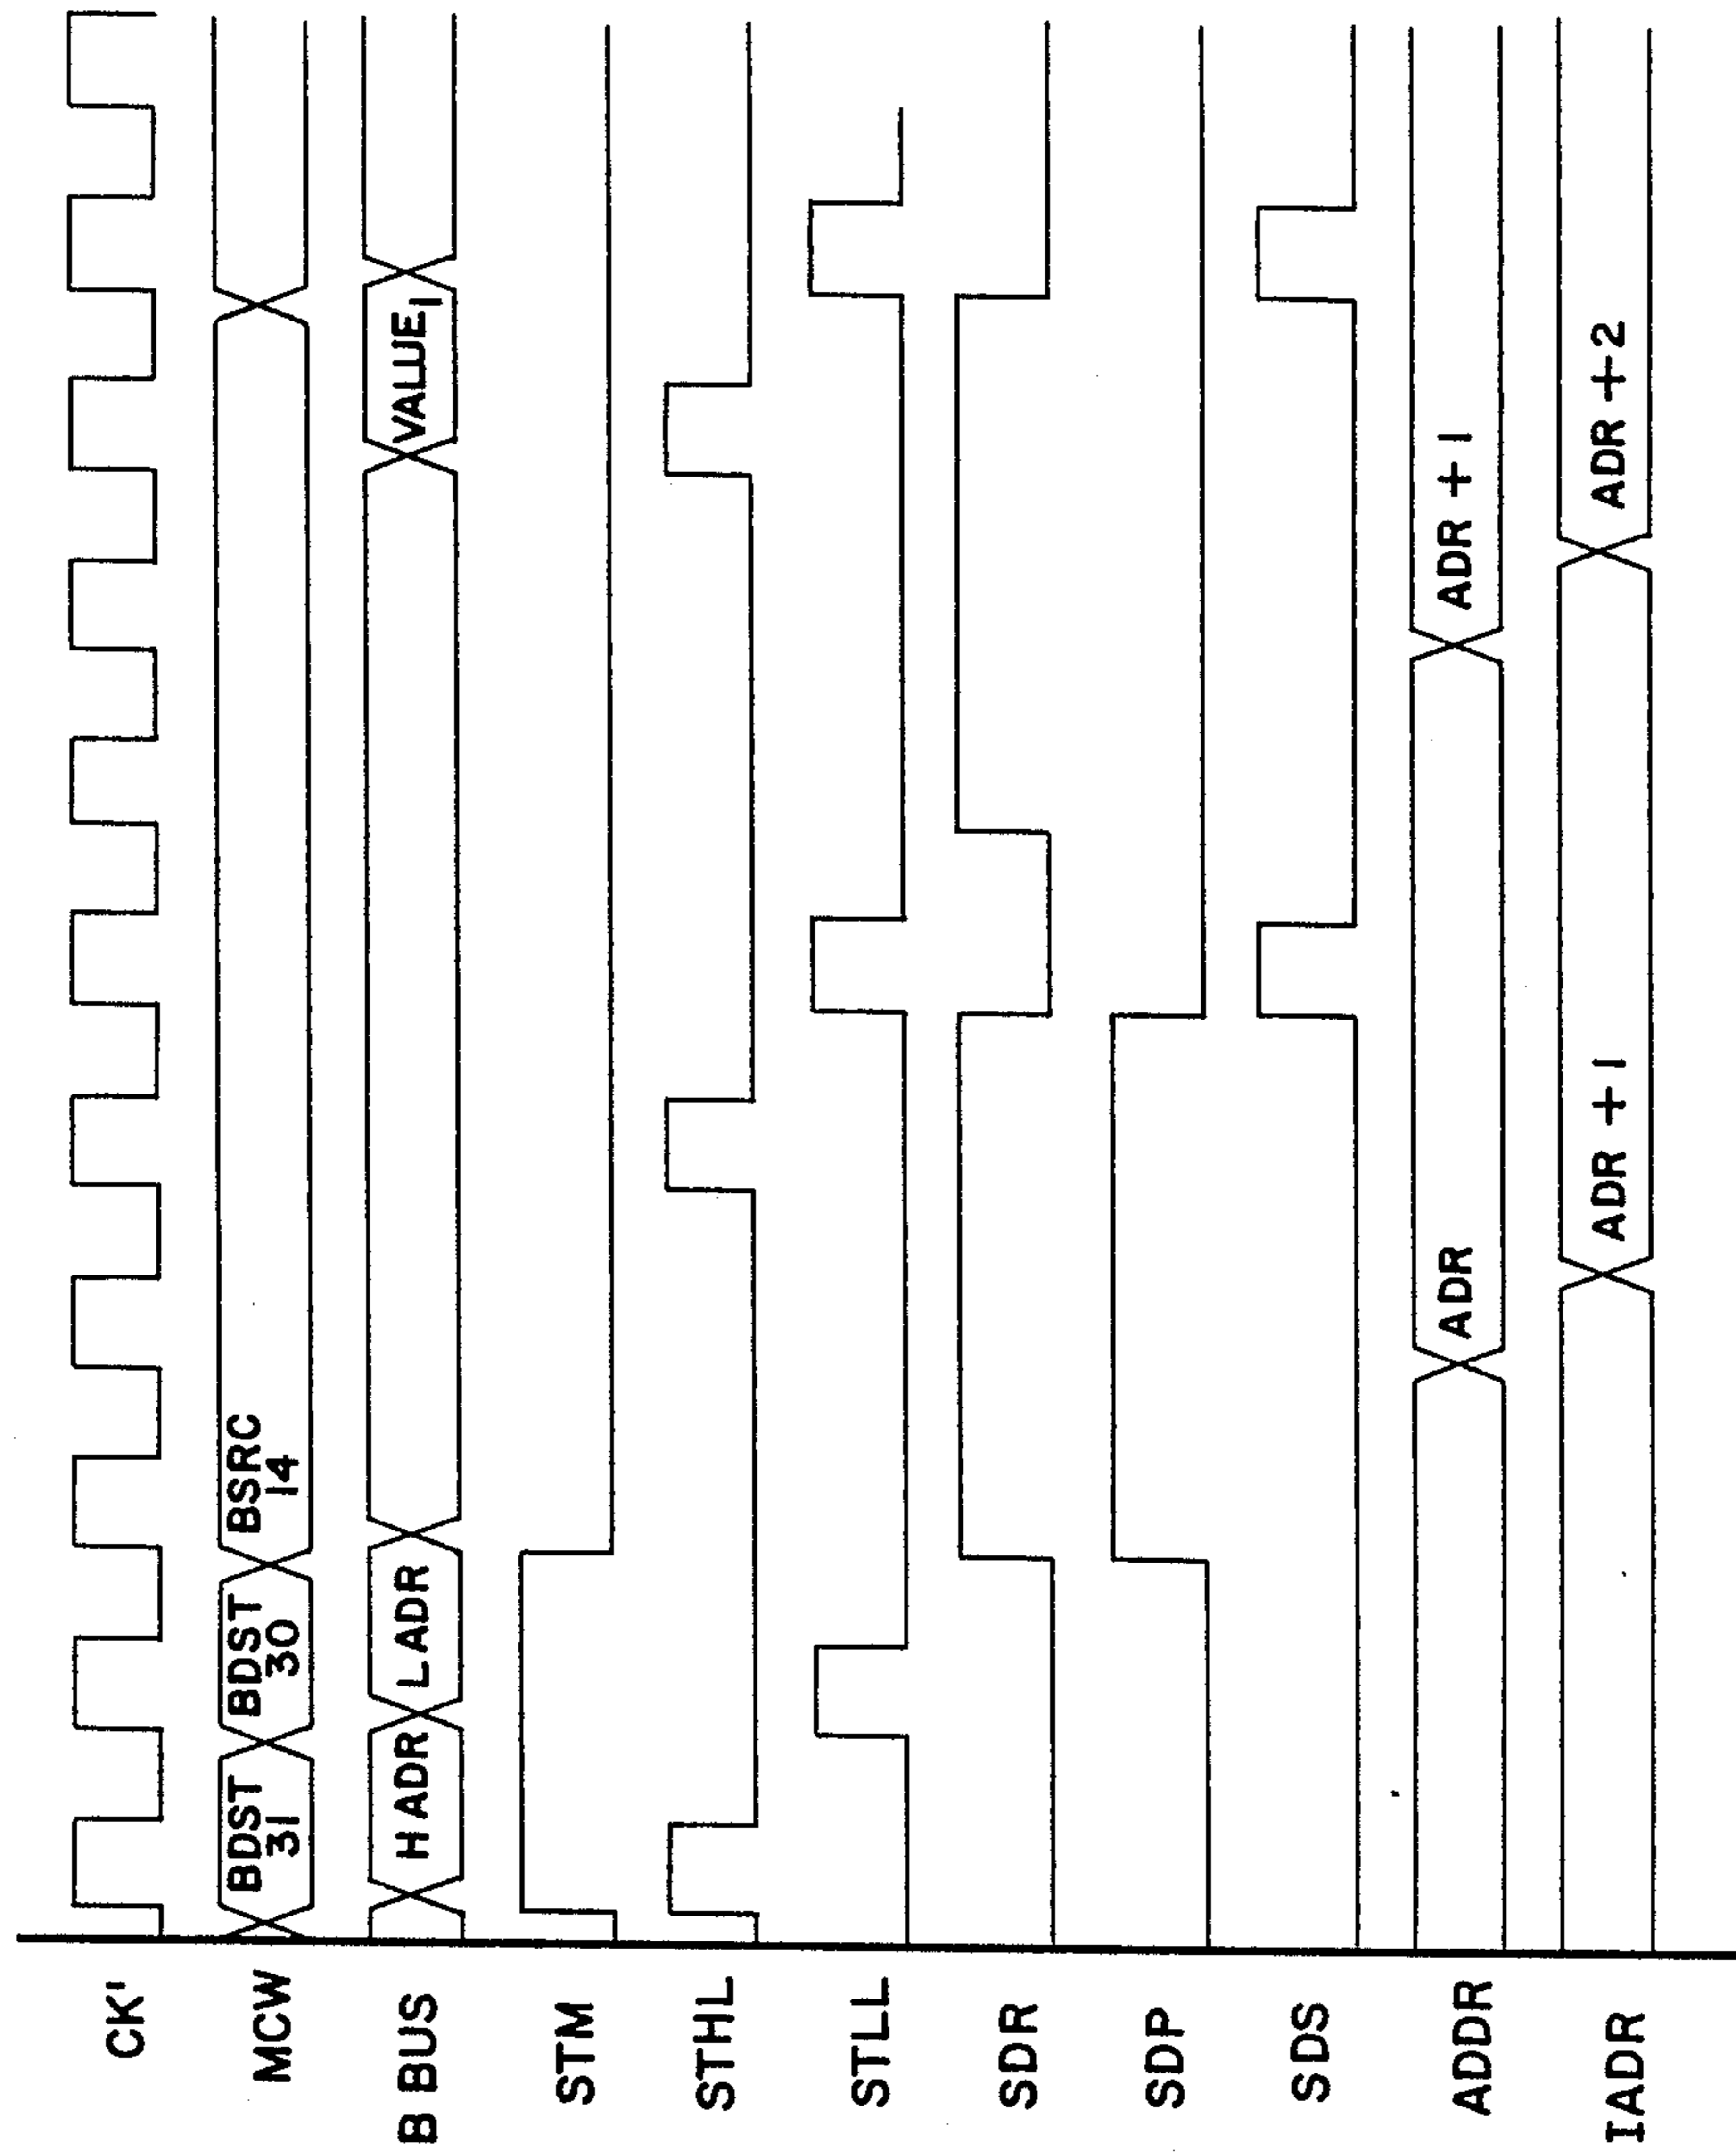 CK'
MCW
BDST
31
BDST
30
BSRC
14
B BUS
H ADR
L ADR
VALUE1
STM
STHL
STLL
SDR
SDP
SDS
ADDR
ADR
ADR + 1
IADR
ADR + 1
ADR + 2